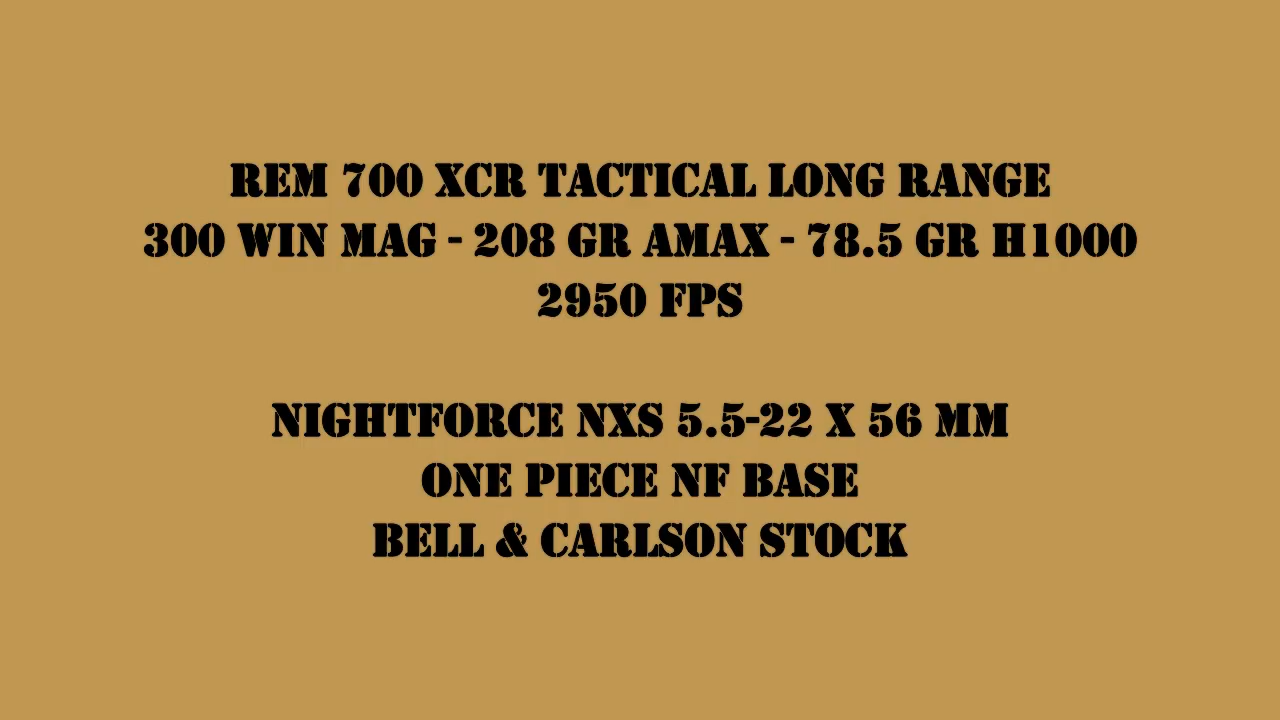 REM 700 XCR TACTICAL LONG RANGE
300 WIN MAG - 208 GR AMAX - 78.5 GR H1000
2950 FPS
NIGHTFORCE NXS 5.5-22 X 56 MM
ONE PIECE NF BASE
BELL & CARLSON STOCK